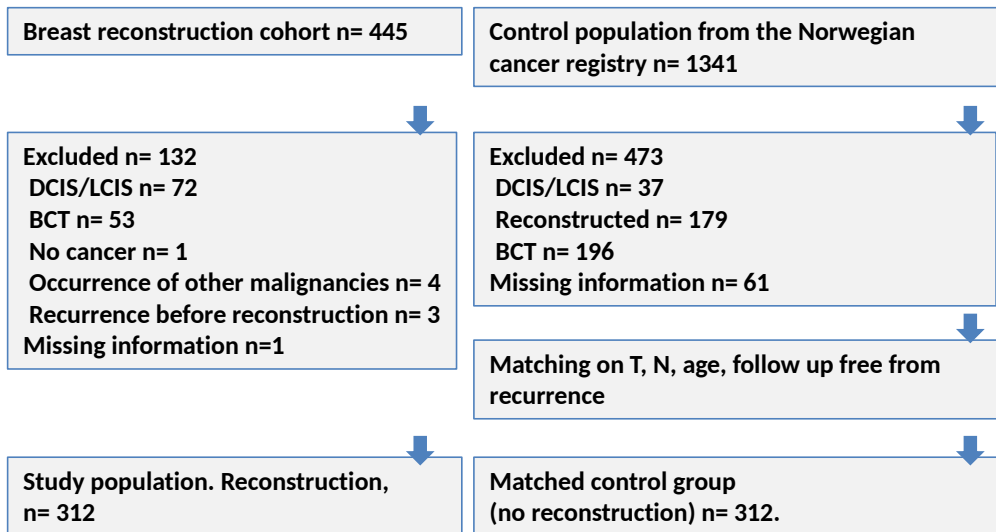 Breast reconstruction cohort n= 445
Control population from the Norwegian
cancer registry n= 1341
Excluded n= 132
DCIS/LCIS n= 72
BCT n= 53
No cancer n= 1
Occurrence of other malignancies n= 4
Recurrence before reconstruction n= 3
Missing information n=1
Excluded n= 473
DCIS/LCIS n= 37
Reconstructed n= 179
BCT n= 196
Missing information n= 61
Matching on T, N, age, follow up free from
recurrence
Study population. Reconstruction,
n= 312
Matched control group
(no reconstruction) n= 312.